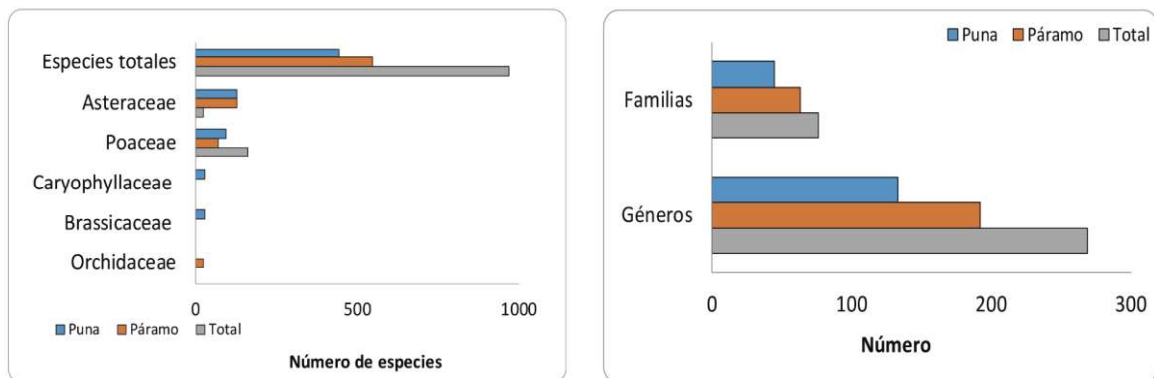 Especies totales
Asteraceae
Poaceae
Caryophyllaceae
Brassicaceae
Orchidaceae
0 500 1000
Puna Páramo Total
Número de especies
Puna Páramo Total
Familias
Géneros
0 100 200 300
Número